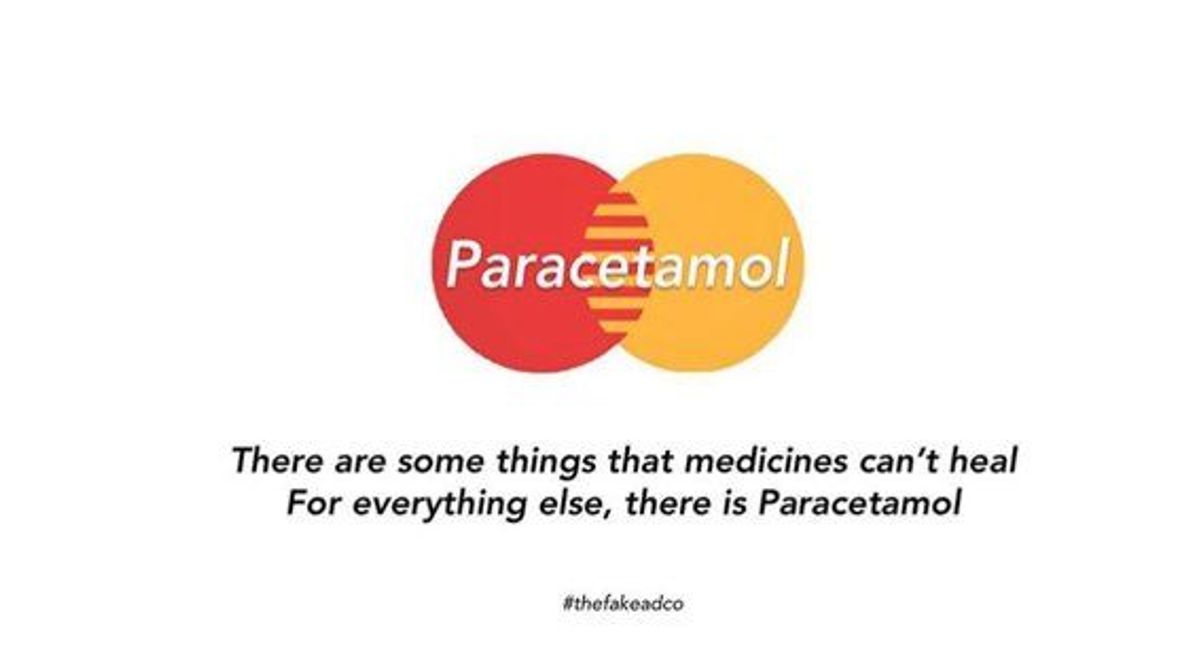 Paracetamol
There are some things that medicines can't heal
For everything else, there is Paracetamol
#thefakeadco